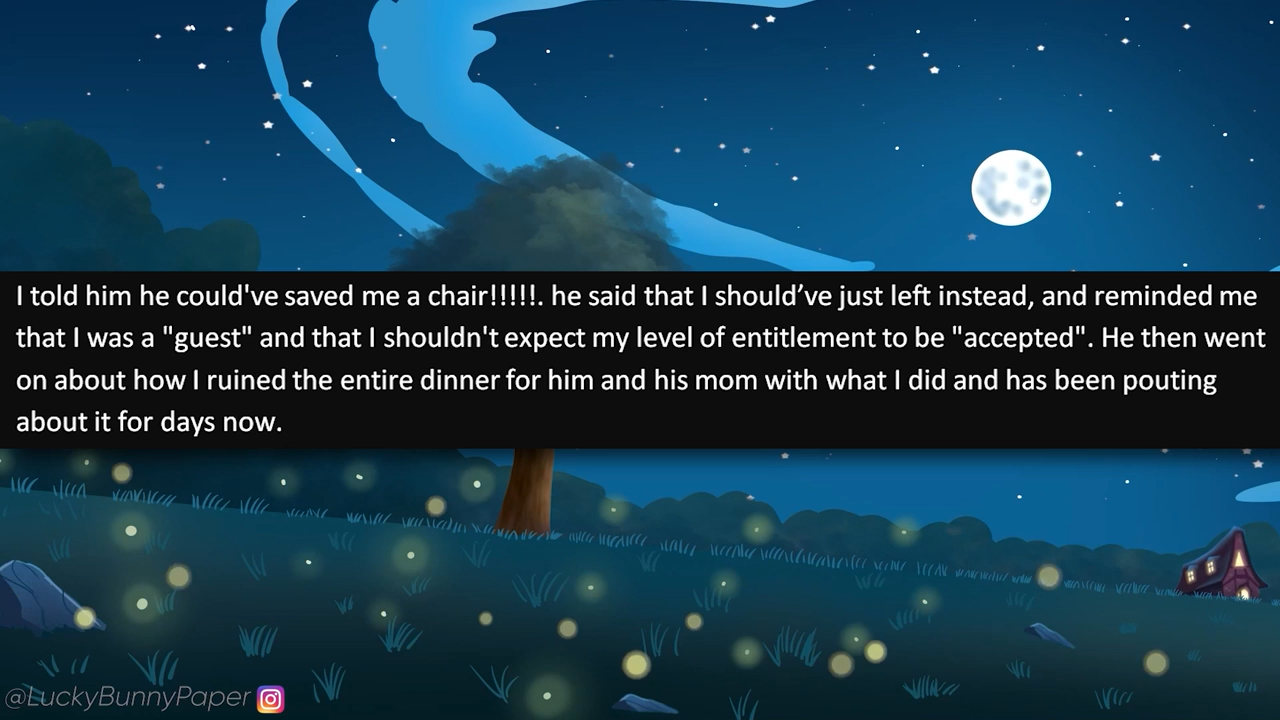 I told him he could've saved me a chair!!!!!. he said that I should’ve just left instead, and reminded me
that I was a "guest" and that I shouldn't expect my level of entitlement to be "accepted". He then went
on about how I ruined the entire dinner for him and his mom with what I did and has been pouting
about it for days now.
@LuckyBunnyPaper